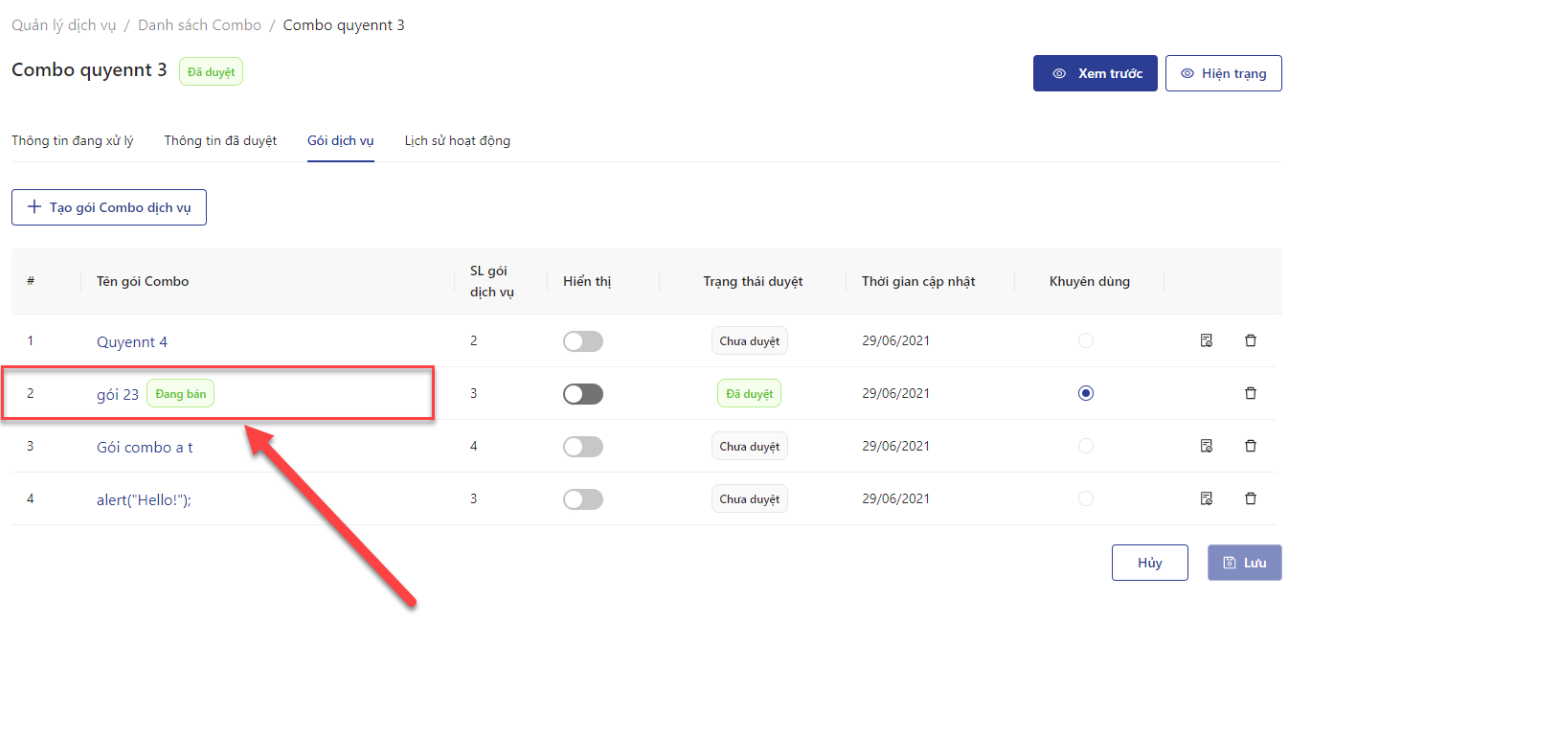 Quản lý dịch vụ / Danh sách Combo / Combo quyennt 3
Combo quyennt 3 Đã duyệt
Xem trước Hiện trạng
Thông tin đang xử lý Thông tin đã duyệt Gói dịch vụ Lịch sử hoạt động
+ Tạo gói Combo dịch vụ
# Tên gói Combo SL gói dịch vụ Hiển thị Trạng thái duyệt Thời gian cập nhật Khuyên dùng
1 Quyennt 4 2 Chưa duyệt 29/06/2021
2 gói 23 Đang bán 3 Đã duyệt 29/06/2021
3 Gói combo a t 4 Chưa duyệt 29/06/2021
4 alert("Hello!"); 3 Chưa duyệt 29/06/2021
Hủy Lưu